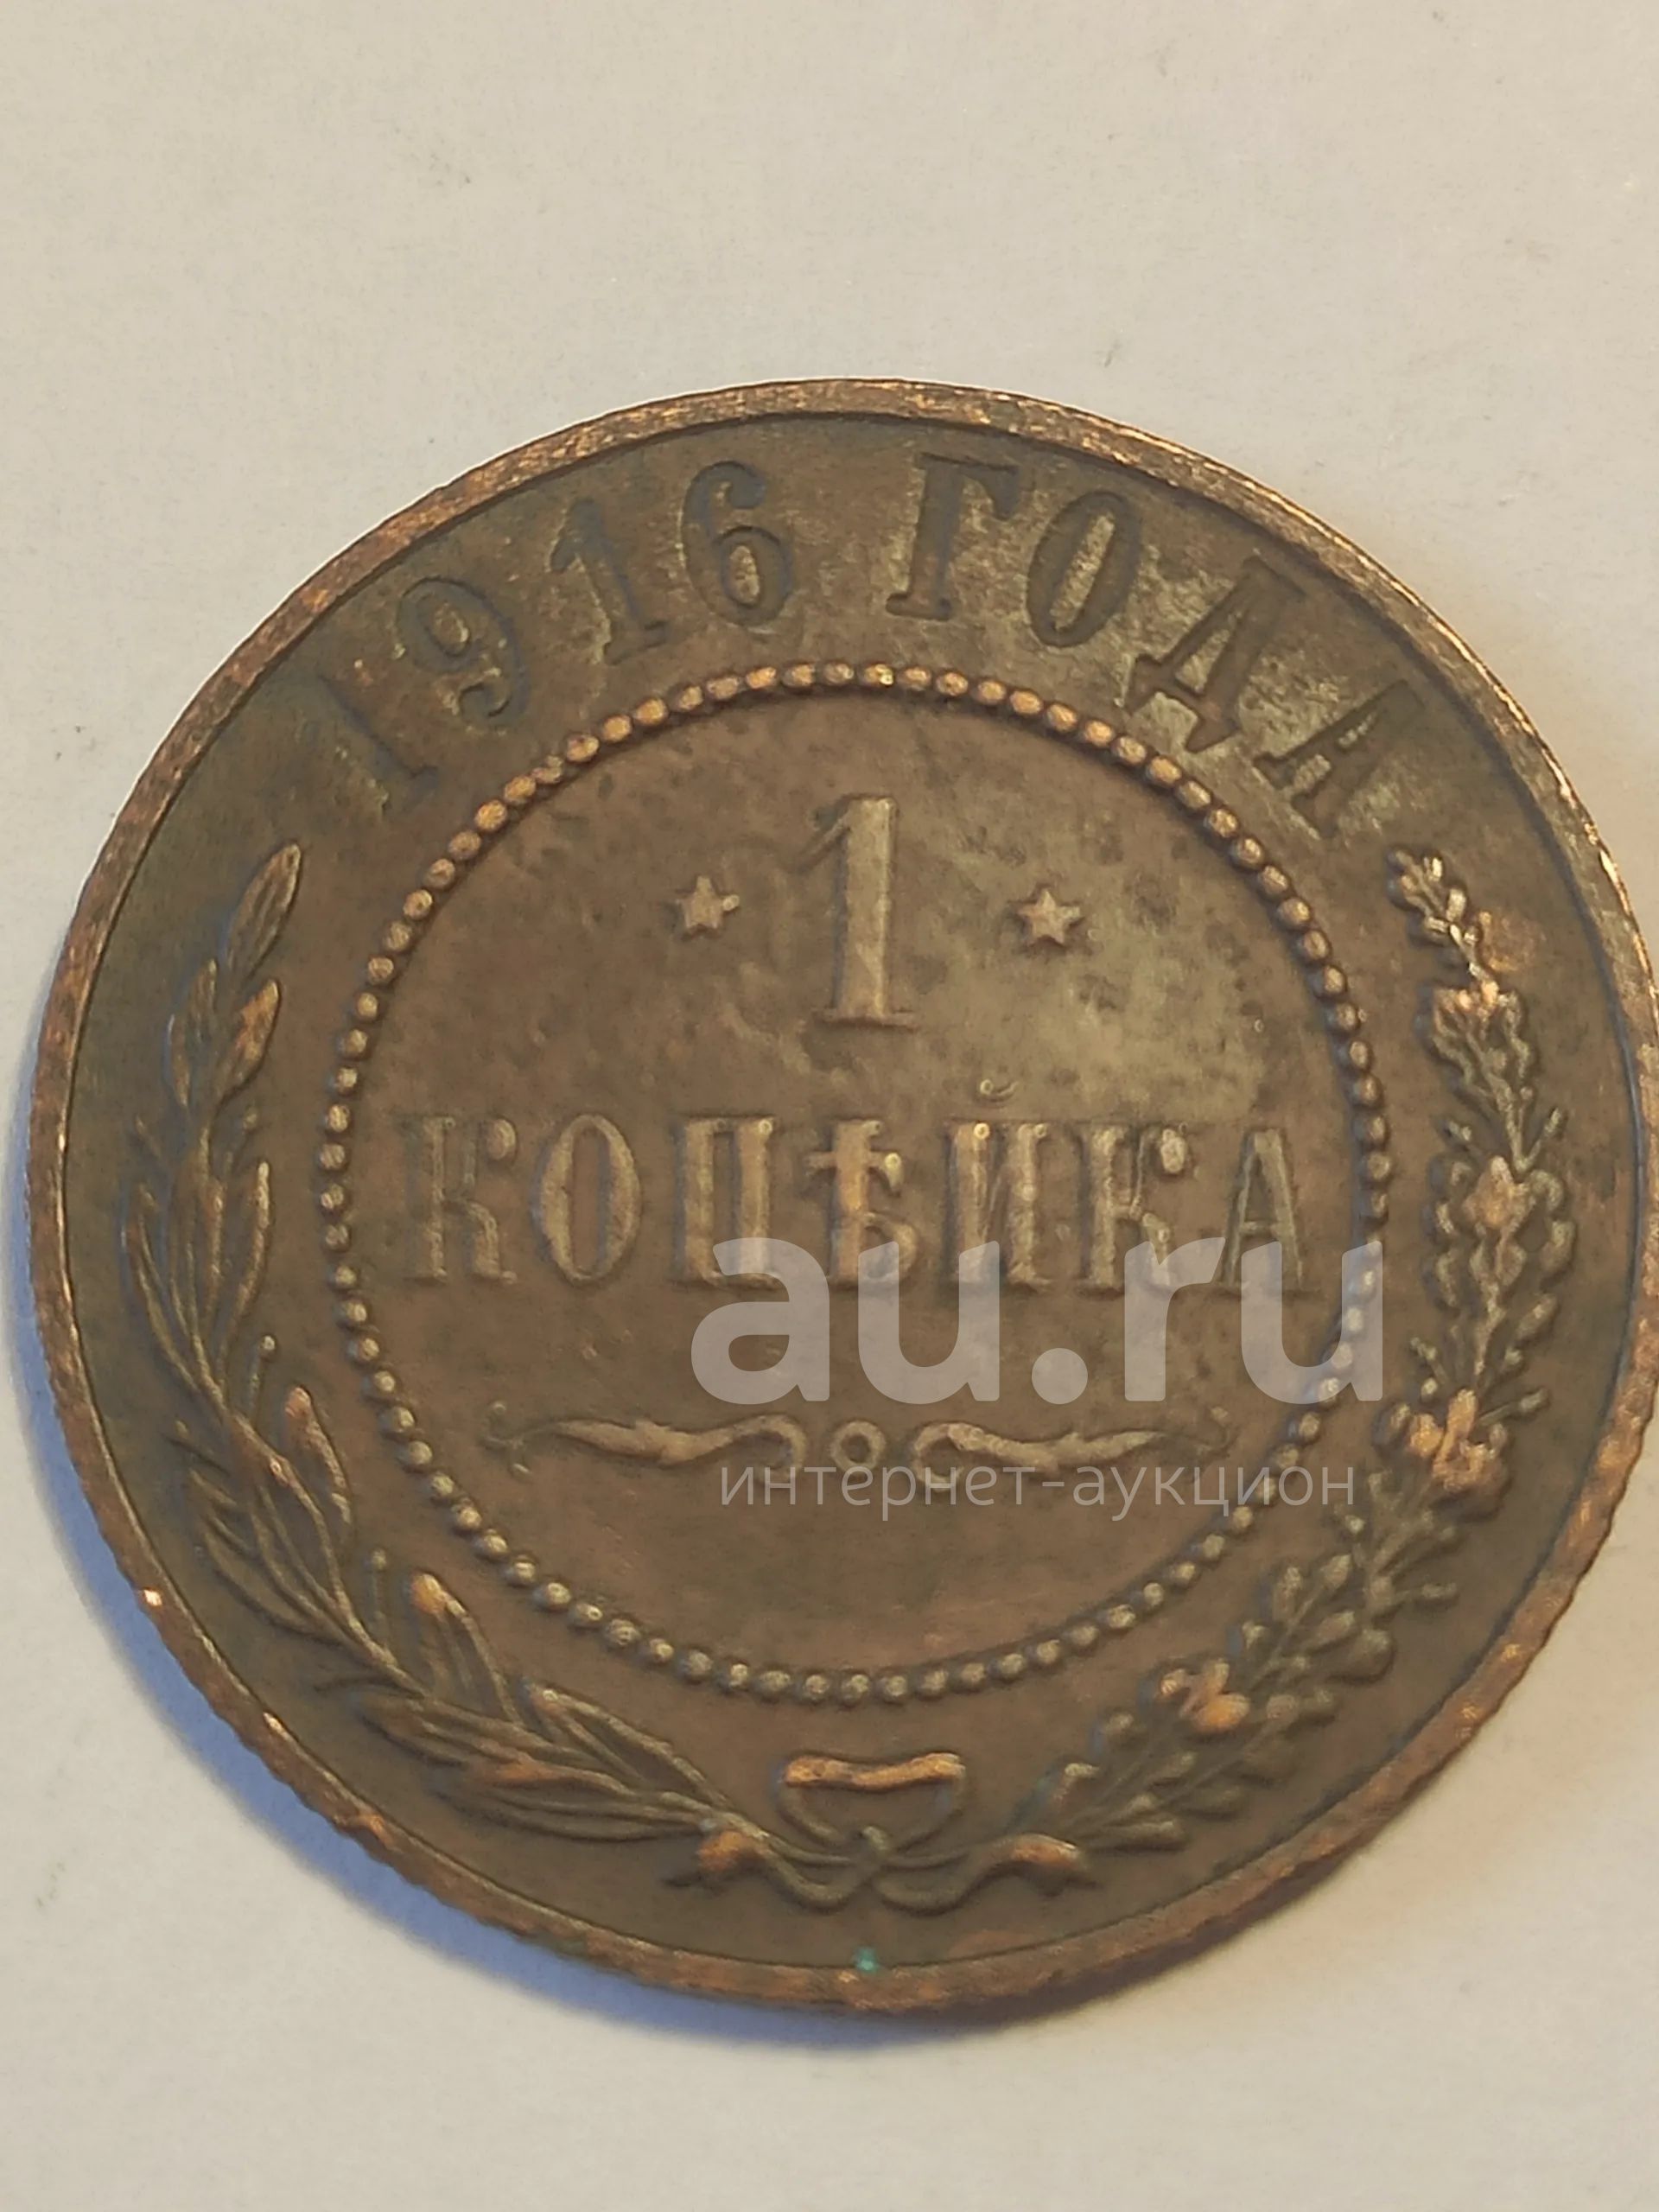 1916 ГОДА
1
КОПѢЙКА
au.ru
интернет-аукцион